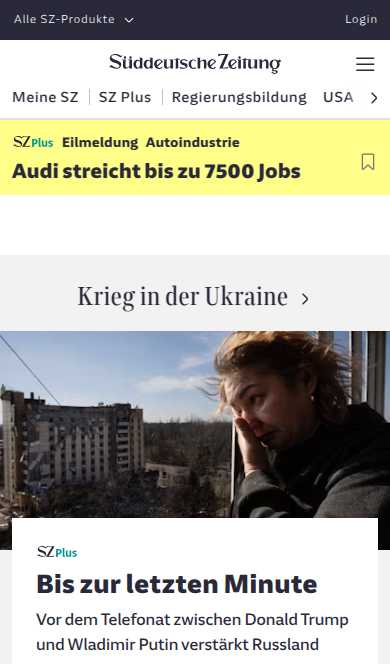 Alle SZ-Produkte
Login
Süddeutsche Zeitung
Meine SZ
SZ Plus
Regierungsbildung
USA
SZ Plus Eilmeldung Autoindustrie
Audi streicht bis zu 7500 Jobs
Krieg in der Ukraine
SZ Plus
Bis zur letzten Minute
Vor dem Telefonat zwischen Donald Trump
und Wladimir Putin verstärkt Russland